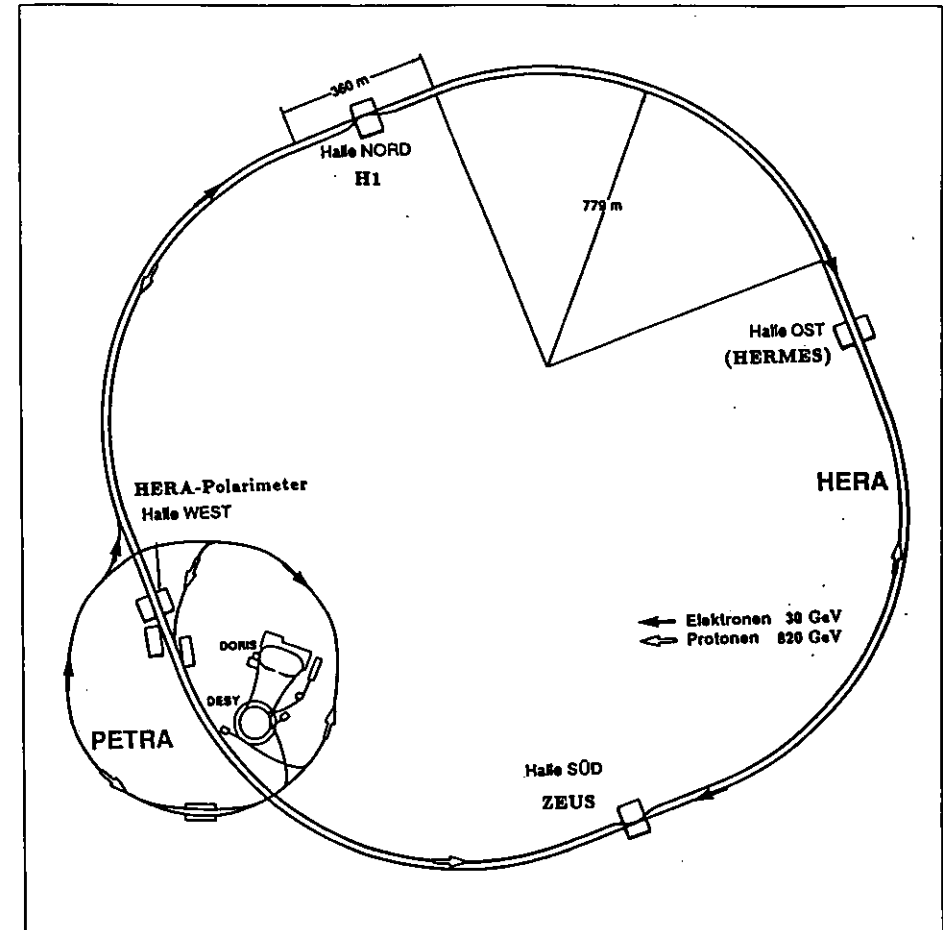 360 m
Halle NORD
H1
779 m
Halle OST
(HERMES)
HERA-Polarimeter
Halle WEST
HERA
Elektronen 30 GeV
Protonen 820 GeV
DORIS
DESY
PETRA
Halle SÜD
ZEUS